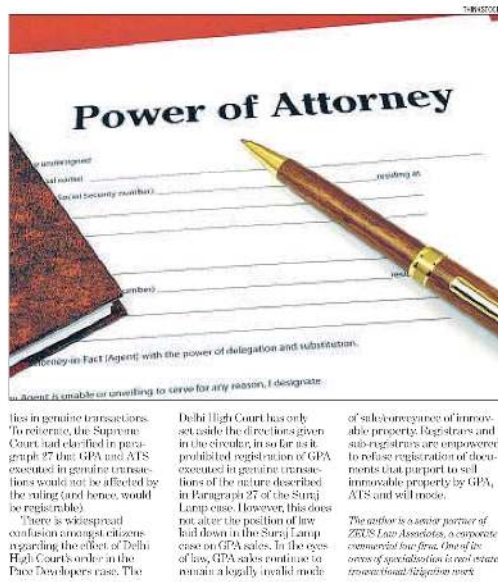 THINKSTOCK
Power of Attorney
undersigned
residing at
Social Security number)
number)
Attorney-in-Fact (Agent) with the power of delegation and substitution.
Agent is unable or unwilling to serve for any reason, I designate
ties in genuine transactions.
To reiterate, the Supreme
Court had clarified in para-
graph 27 that GPA and ATS
executed in genuine transac-
tions would not be affected by
the ruling (and hence, would
be registrable).
There is widespread
confusion amongst citizens
regarding the effect of Delhi
High Court's order in the
Pace Developers case. The
Delhi High Court has only
set aside the directions given
in the circular, in so far as it
prohibited registration of GPA
executed in genuine transac-
tions of the nature described
in Paragraph 27 of the Suraj
Lamp case. However, this does
not alter the position of law
laid down in the Suraj Lamp
case on GPA sales. In the eyes
of law, GPA sales continue to
remain a legally invalid mode
of sale/conveyance of immov-
able property. Registrars and
sub-registrars are empowered
to refuse registration of docu-
ments that purport to sell
immovable property by GPA,
ATS and will mode.
The author is a senior partner of
ZEUS Law Associates, a corporate
commercial law firm. One of its
areas of specialisation is real estate
transactional/litigation work